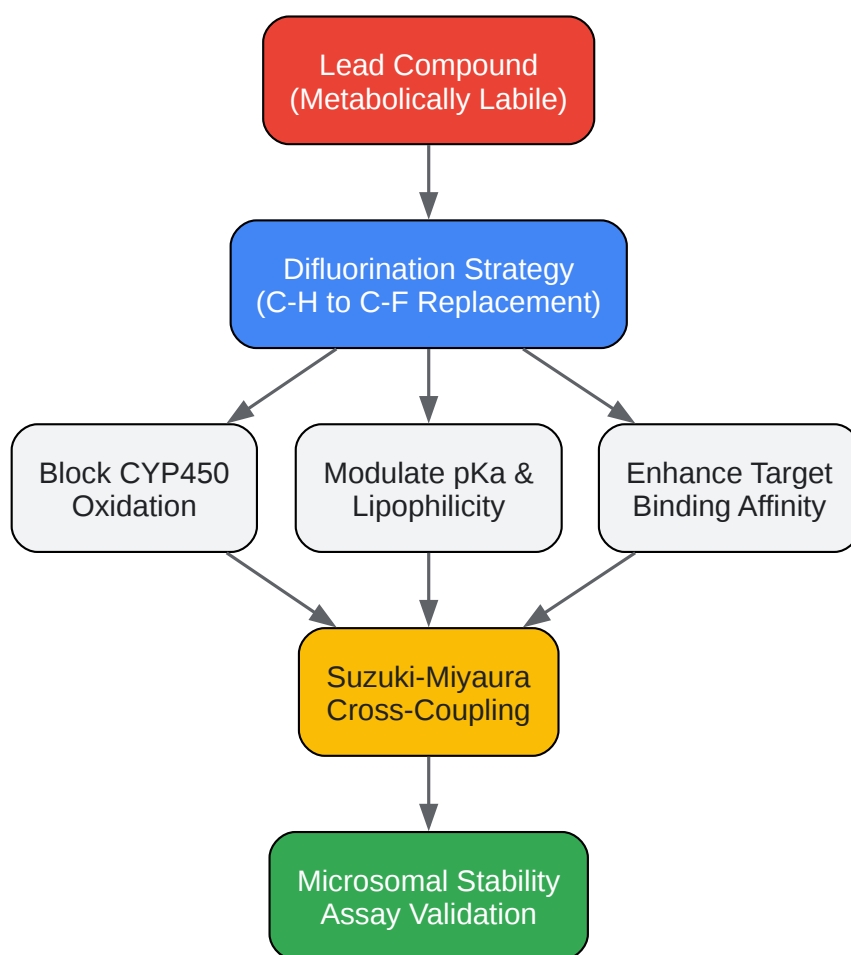 Lead Compound
(Metabolically Labile)
Difluorination Strategy
(C-H to C-F Replacement)
Block CYP450
Oxidation
Modulate pKa &
Lipophilicity
Enhance Target
Binding Affinity
Suzuki-Miyaura
Cross-Coupling
Microsomal Stability
Assay Validation